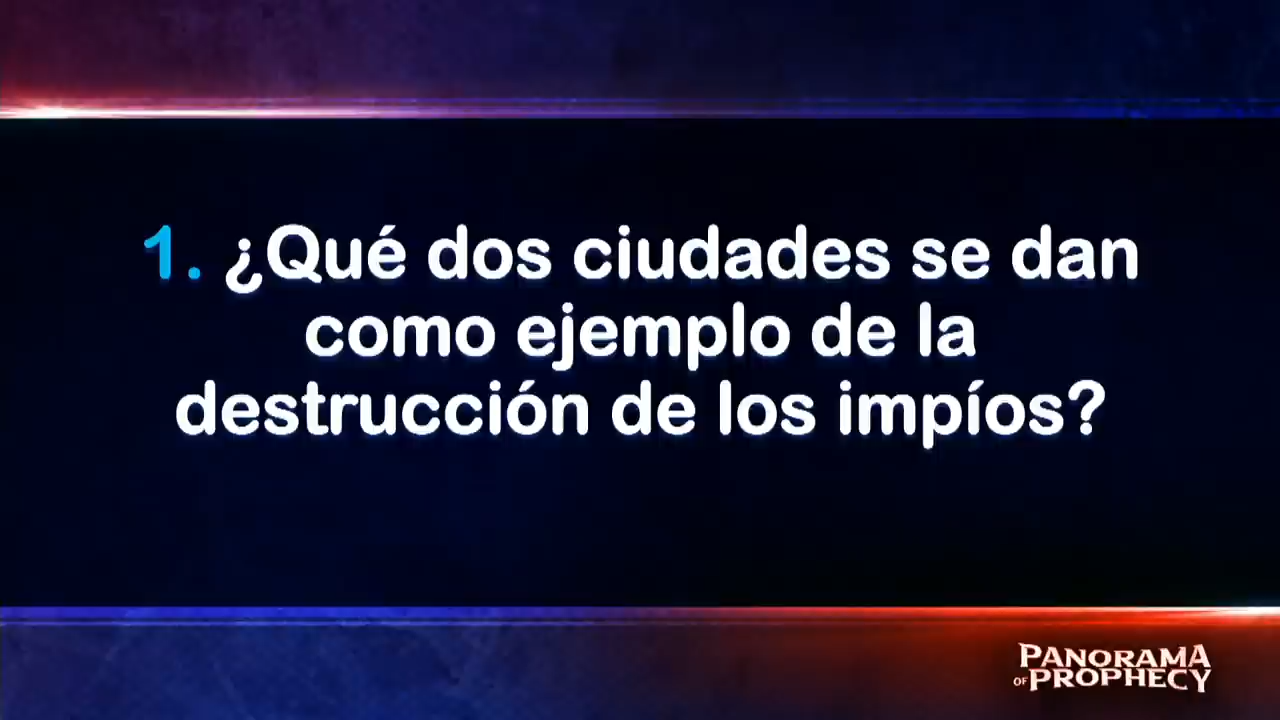 1. ¿Qué dos ciudades se dan
como ejemplo de la
destrucción de los impíos?
PANORAMA
OF PROPHECY